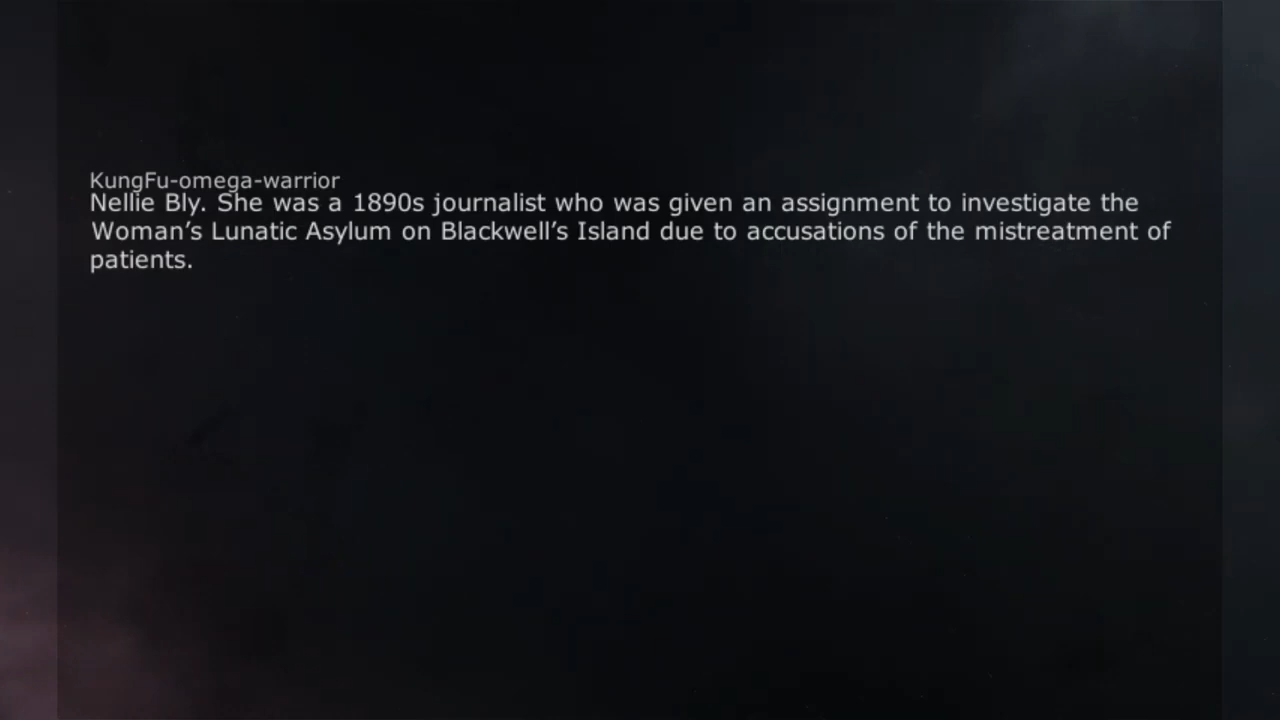 KungFu-omega-warrior
Nellie Bly. She was a 1890s journalist who was given an assignment to investigate the
Woman’s Lunatic Asylum on Blackwell’s Island due to accusations of the mistreatment of
patients.